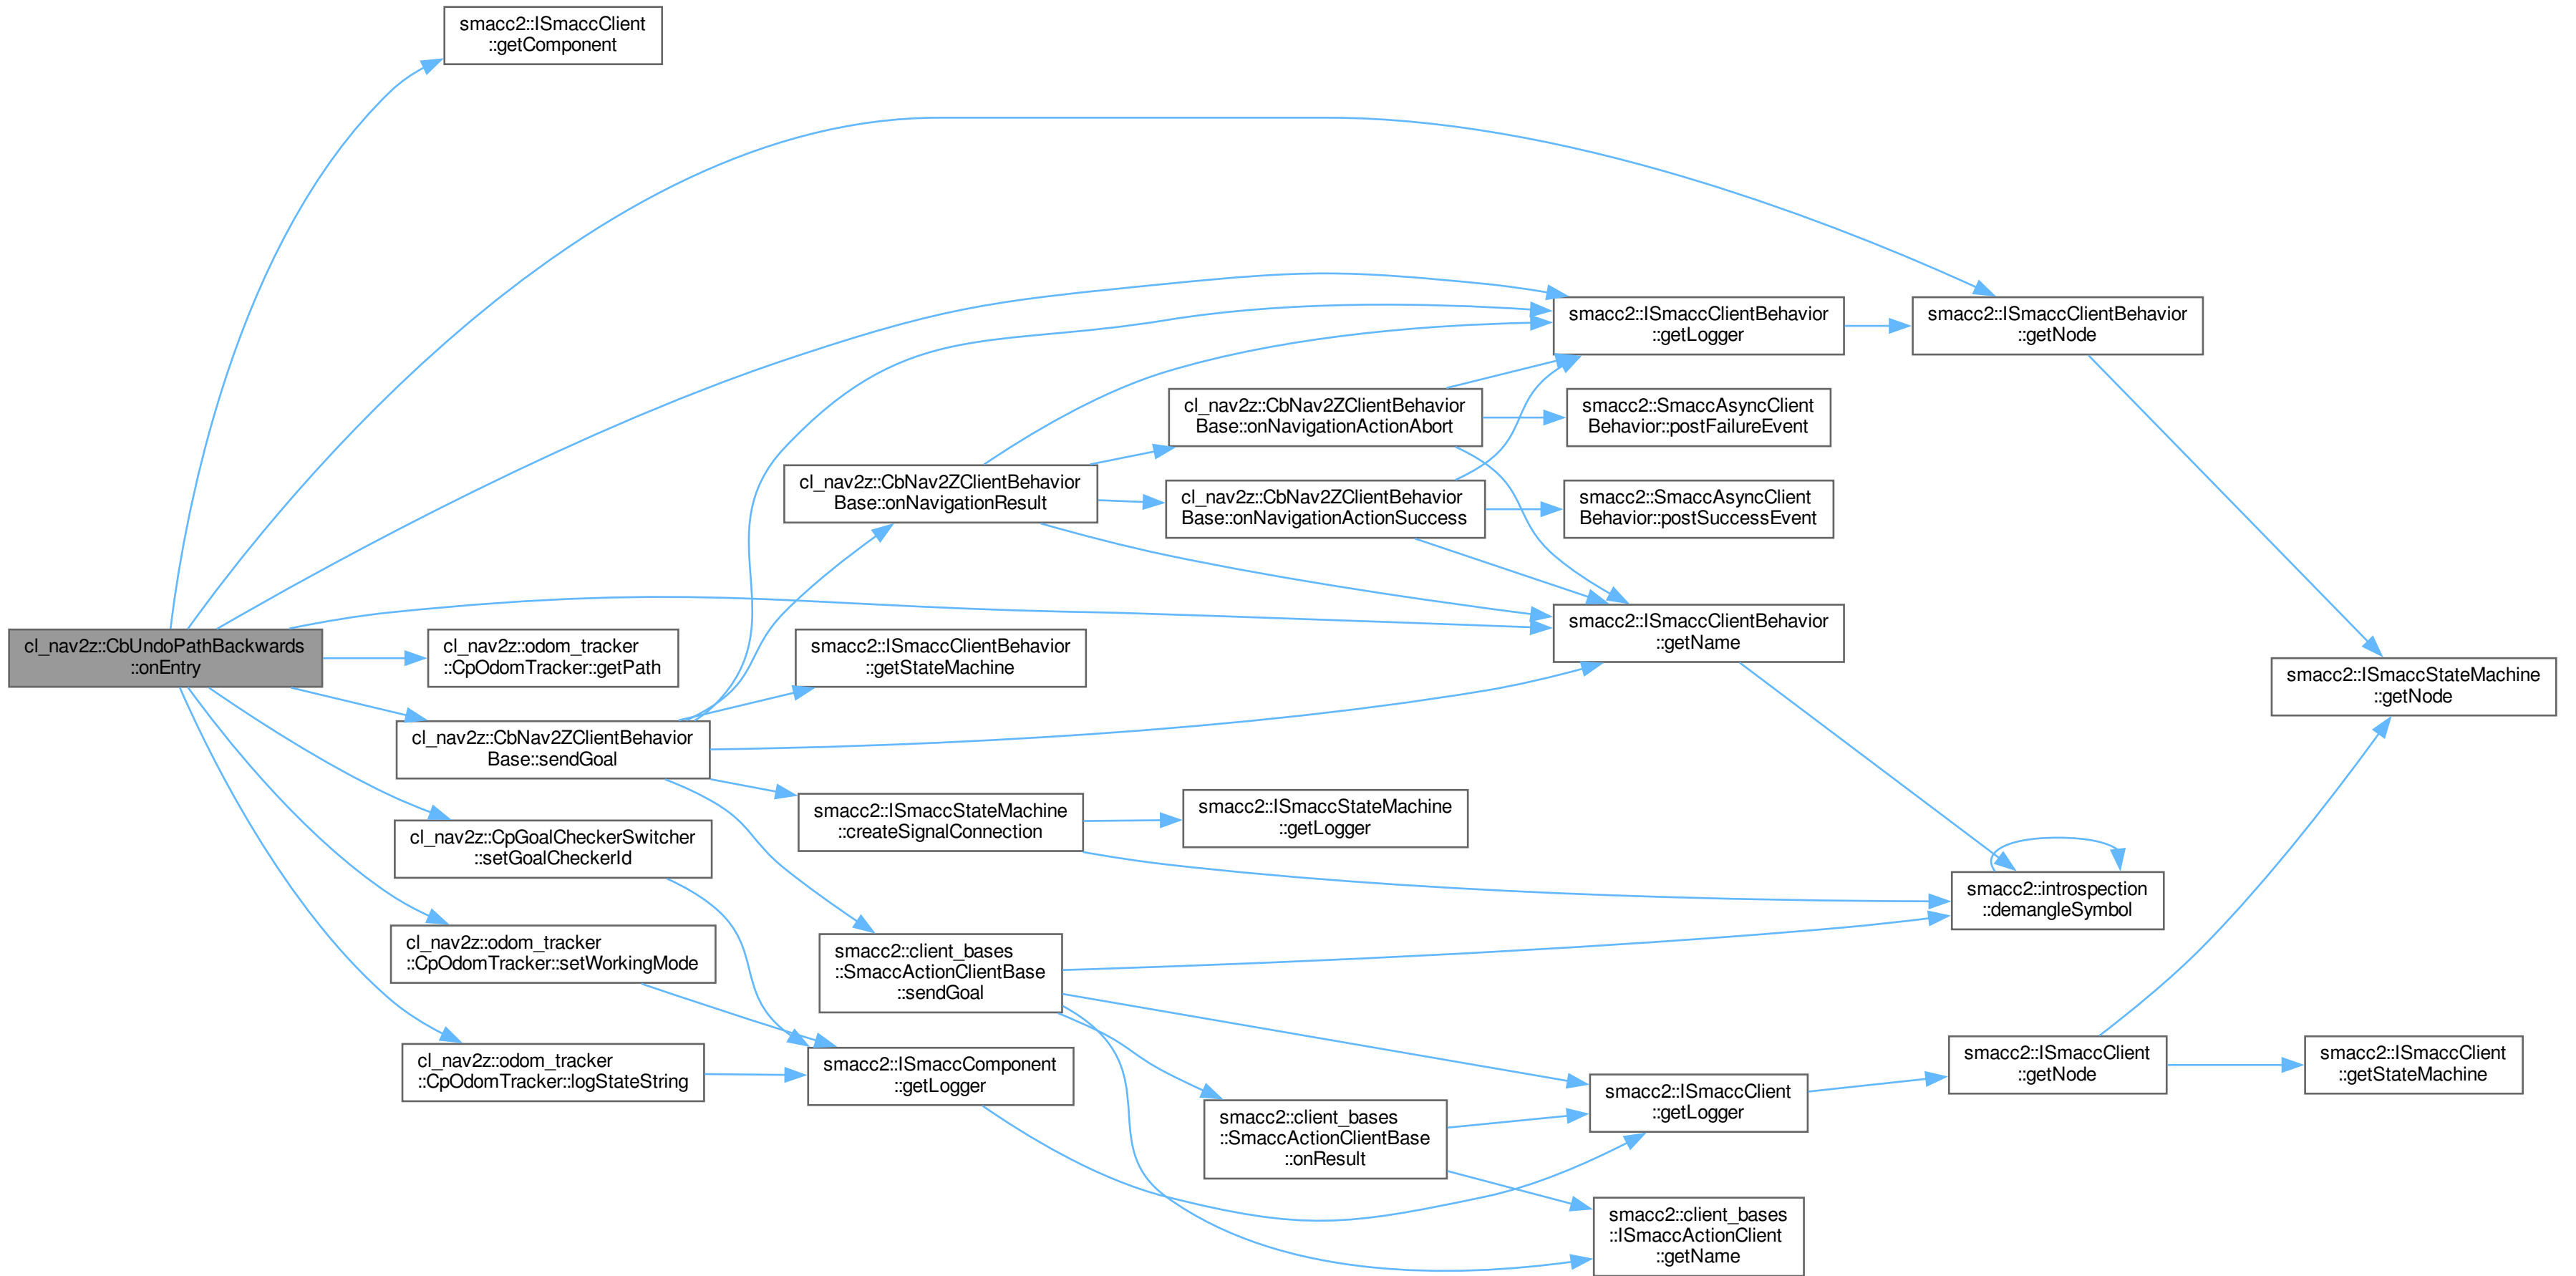 smacc2::ISmaccClient
::getComponent
smacc2::ISmaccClientBehavior
::getLogger
smacc2::ISmaccClientBehavior
::getNode
cl_nav2z::CbNav2ZClientBehavior
Base::onNavigationActionAbort
smacc2::SmaccAsyncClient
Behavior::postFailureEvent
cl_nav2z::CbNav2ZClientBehavior
Base::onNavigationResult
cl_nav2z::CbNav2ZClientBehavior
Base::onNavigationActionSuccess
smacc2::SmaccAsyncClient
Behavior::postSuccessEvent
smacc2::ISmaccClientBehavior
::getName
cl_nav2z::CbUndoPathBackwards
::onEntry
cl_nav2z::odom_tracker
::CpOdomTracker::getPath
smacc2::ISmaccClientBehavior
::getStateMachine
smacc2::ISmaccStateMachine
::getNode
cl_nav2z::CbNav2ZClientBehavior
Base::sendGoal
smacc2::ISmaccStateMachine
::createSignalConnection
smacc2::ISmaccStateMachine
::getLogger
cl_nav2z::CpGoalCheckerSwitcher
::setGoalCheckerId
smacc2::introspection
::demangleSymbol
cl_nav2z::odom_tracker
::CpOdomTracker::setWorkingMode
smacc2::client_bases
::SmaccActionClientBase
::sendGoal
cl_nav2z::odom_tracker
::CpOdomTracker::logStateString
smacc2::ISmaccComponent
::getLogger
smacc2::ISmaccClient
::getNode
smacc2::ISmaccClient
::getStateMachine
smacc2::ISmaccClient
::getLogger
smacc2::client_bases
::SmaccActionClientBase
::onResult
smacc2::client_bases
::ISmaccActionClient
::getName